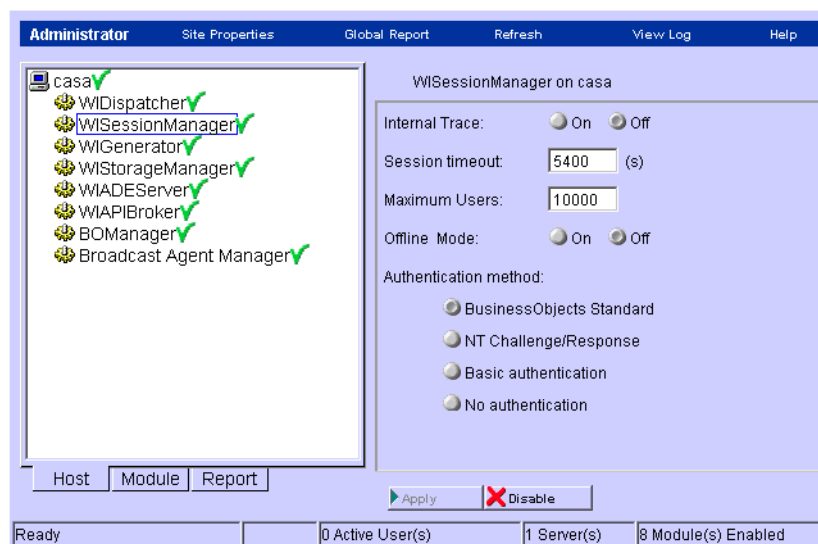 Administrator Site Properties Global Report Refresh View Log Help
casa
WIDispatcher
WISessionManager
WIGenerator
WIStorageManager
WIADEServer
WIAPIBroker
BOManager
Broadcast Agent Manager
Host Module Report
WISessionManager on casa
Internal Trace: On Off
Session timeout: 5400 (s)
Maximum Users: 10000
Offline Mode: On Off
Authentication method:
BusinessObjects Standard
NT Challenge/Response
Basic authentication
No authentication
Apply Disable
Ready 0 Active User(s) 1 Server(s) 8 Module(s) Enabled